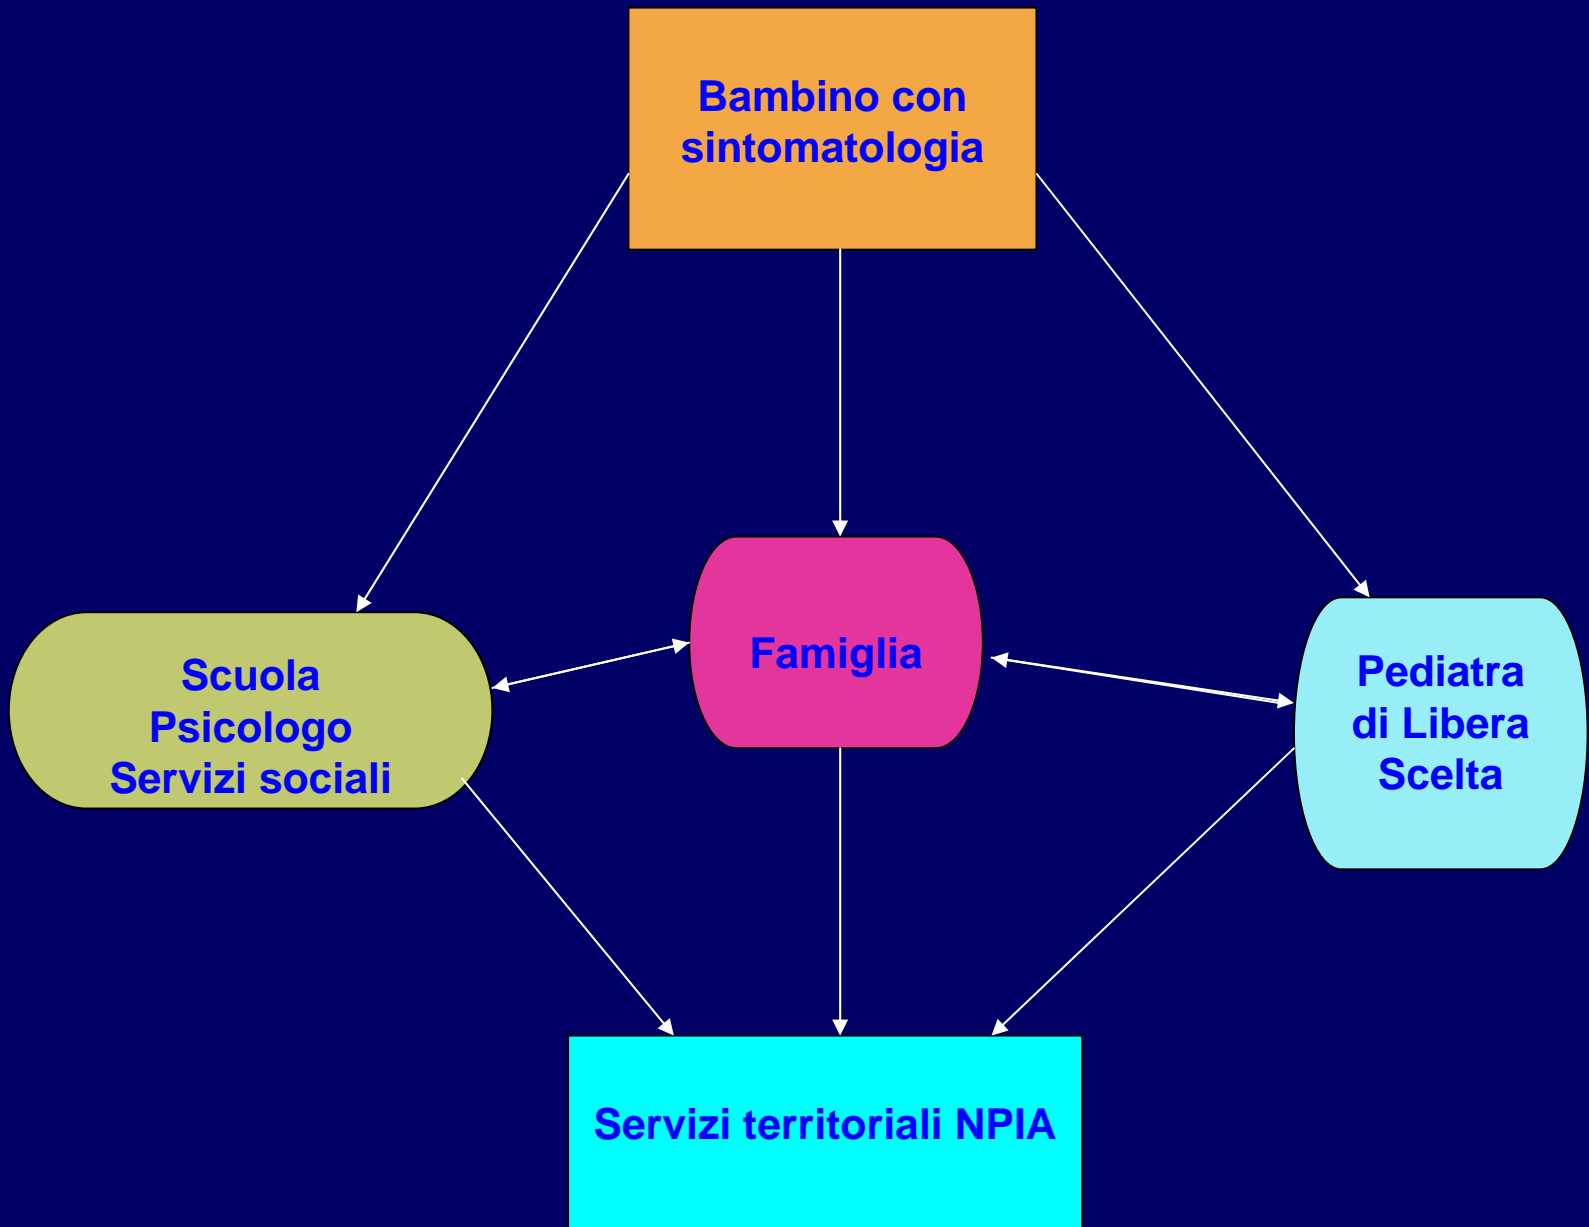 Bambino con
sintomatologia
Famiglia
Scuola
Psicologo
Servizi sociali
Pediatra
di Libera
Scelta
Servizi territoriali NPIA